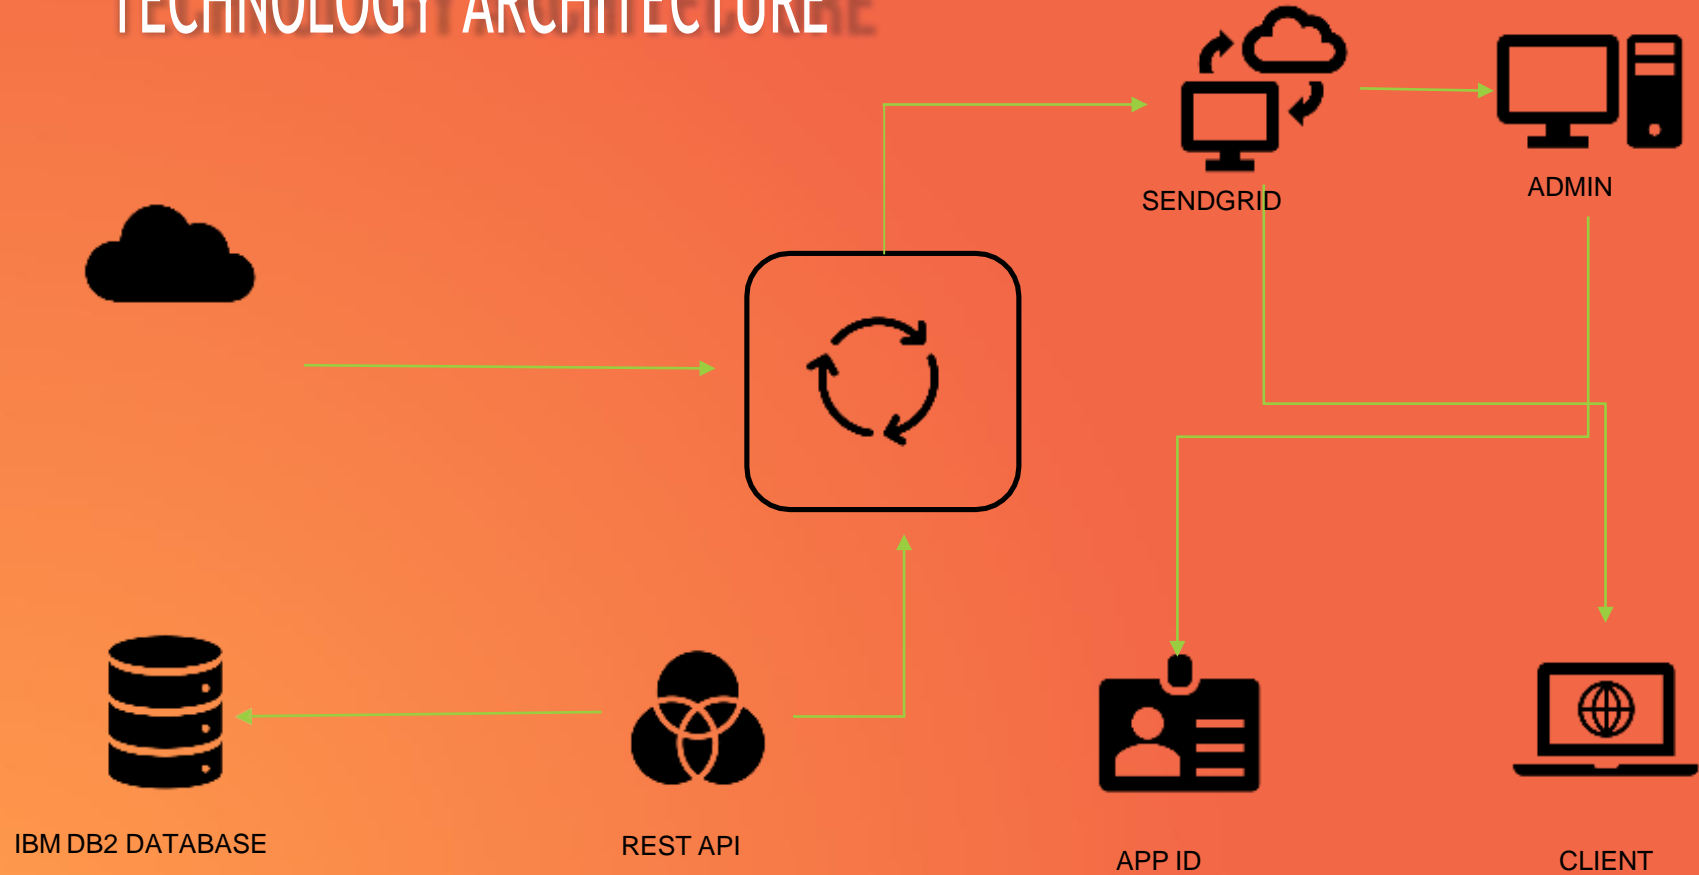 TECHNOLOGY ARCHITECTURE
SENDGRID
ADMIN
IBM DB2 DATABASE
REST API
APP ID
CLIENT